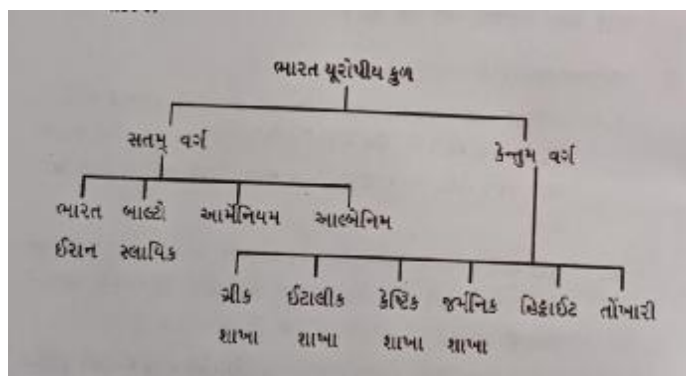 ભારત યૂરોપીય કુળ
સતમ્ વર્ગ
કેન્તુમ વર્ગ
ભારત બાલ્ટો આર્મેનિયમ આલ્બેનિમ
ઈરાન સ્લાવિક
ગ્રીક ઈટાલીક કેલ્ટિક જર્મનિક હિટ્ટાઈટ તોંખારી
શાખા શાખા શાખા શાખા